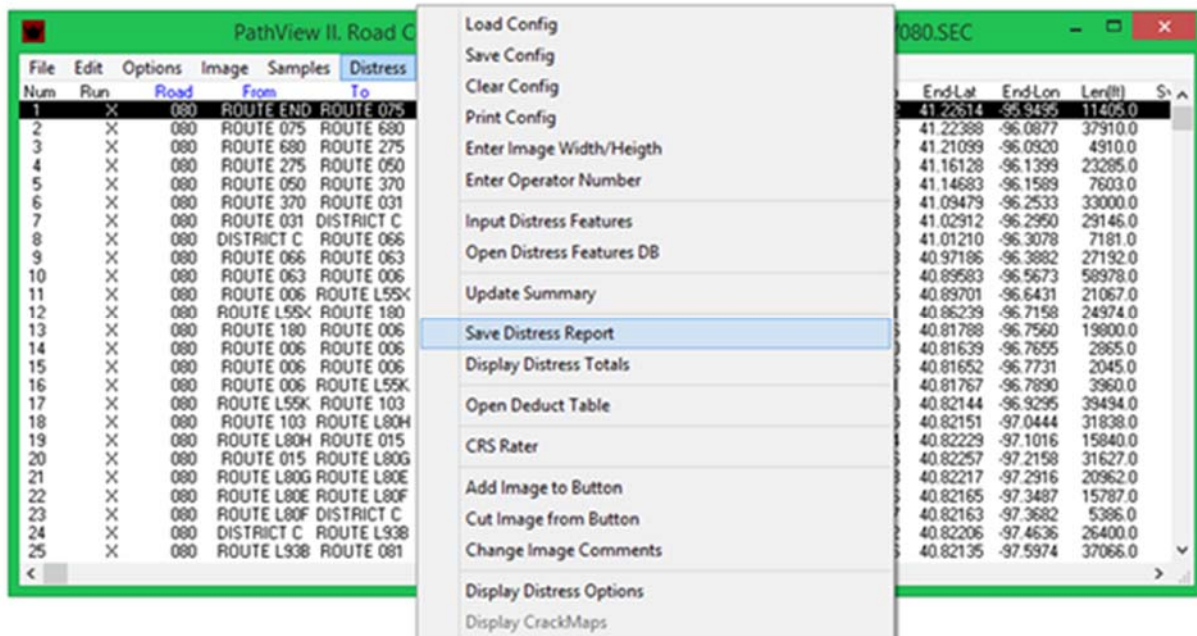 PathView II. Road C
080.SEC
File Edit Options Image Samples Distress
Load Config
Save Config
Clear Config
Print Config
Enter Image Width/Heigth
Enter Operator Number
Input Distress Features
Open Distress Features DB
Update Summary
Save Distress Report
Display Distress Totals
Open Deduct Table
CRS Rater
Add Image to Button
Cut Image from Button
Change Image Comments
Display Distress Options
Display CrackMaps
Num Run Road From To End-Lat End-Lon Len(ft)
1 X 080 ROUTE END ROUTE 075 41.22614 -95.9495 11405.0
2 X 080 ROUTE 075 ROUTE 680 41.22388 -96.0877 37910.0
3 X 080 ROUTE 680 ROUTE 275 41.21099 -96.0920 4910.0
4 X 080 ROUTE 275 ROUTE 050 41.16128 -96.1399 23285.0
5 X 080 ROUTE 050 ROUTE 370 41.14683 -96.1589 7603.0
6 X 080 ROUTE 370 ROUTE 031 41.09479 -96.2533 33000.0
7 X 080 ROUTE 031 DISTRICT C 41.02912 -96.2950 29146.0
8 X 080 DISTRICT C ROUTE 066 41.01210 -96.3078 7181.0
9 X 080 ROUTE 066 ROUTE 063 40.97186 -96.3882 27192.0
10 X 080 ROUTE 063 ROUTE 006 40.89583 -96.5673 58978.0
11 X 080 ROUTE 006 ROUTE L55X 40.89701 -96.6431 21067.0
12 X 080 ROUTE L55X ROUTE 180 40.86239 -96.7158 24974.0
13 X 080 ROUTE 180 ROUTE 006 40.81788 -96.7560 19800.0
14 X 080 ROUTE 006 ROUTE 006 40.81639 -96.7655 2865.0
15 X 080 ROUTE 006 ROUTE 006 40.81652 -96.7731 2045.0
16 X 080 ROUTE 006 ROUTE L55K 40.81767 -96.7890 3960.0
17 X 080 ROUTE L55K ROUTE 103 40.82144 -96.9295 39494.0
18 X 080 ROUTE 103 ROUTE L80H 40.82151 -97.0444 31838.0
19 X 080 ROUTE L80H ROUTE 015 40.82229 -97.1016 15840.0
20 X 080 ROUTE 015 ROUTE L80G 40.82257 -97.2158 31627.0
21 X 080 ROUTE L80G ROUTE L80E 40.82217 -97.2916 20962.0
22 X 080 ROUTE L80E ROUTE L80F 40.82165 -97.3487 15787.0
23 X 080 ROUTE L80F DISTRICT C 40.82163 -97.3682 5386.0
24 X 080 DISTRICT C ROUTE L93B 40.82206 -97.4636 26400.0
25 X 080 ROUTE L93B ROUTE 081 40.82135 -97.5974 37066.0